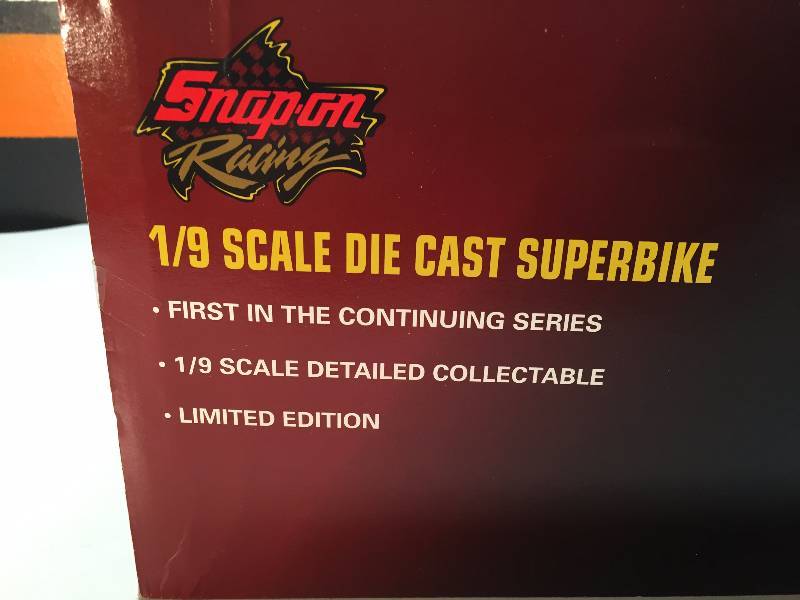 Snap-on
Racing
1/9 SCALE DIE CAST SUPERBIKE
• FIRST IN THE CONTINUING SERIES
• 1/9 SCALE DETAILED COLLECTABLE
• LIMITED EDITION